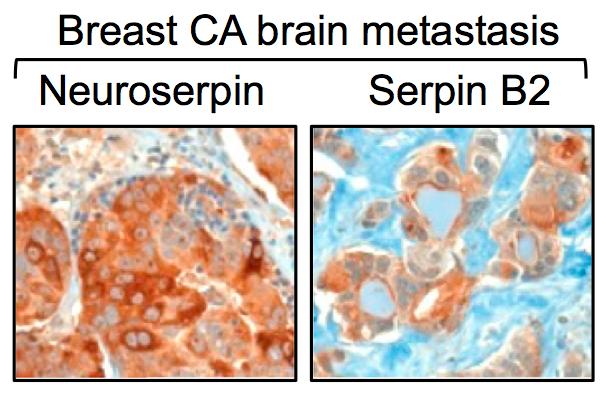 Breast CA brain metastasis
Neuroserpin
Serpin B2